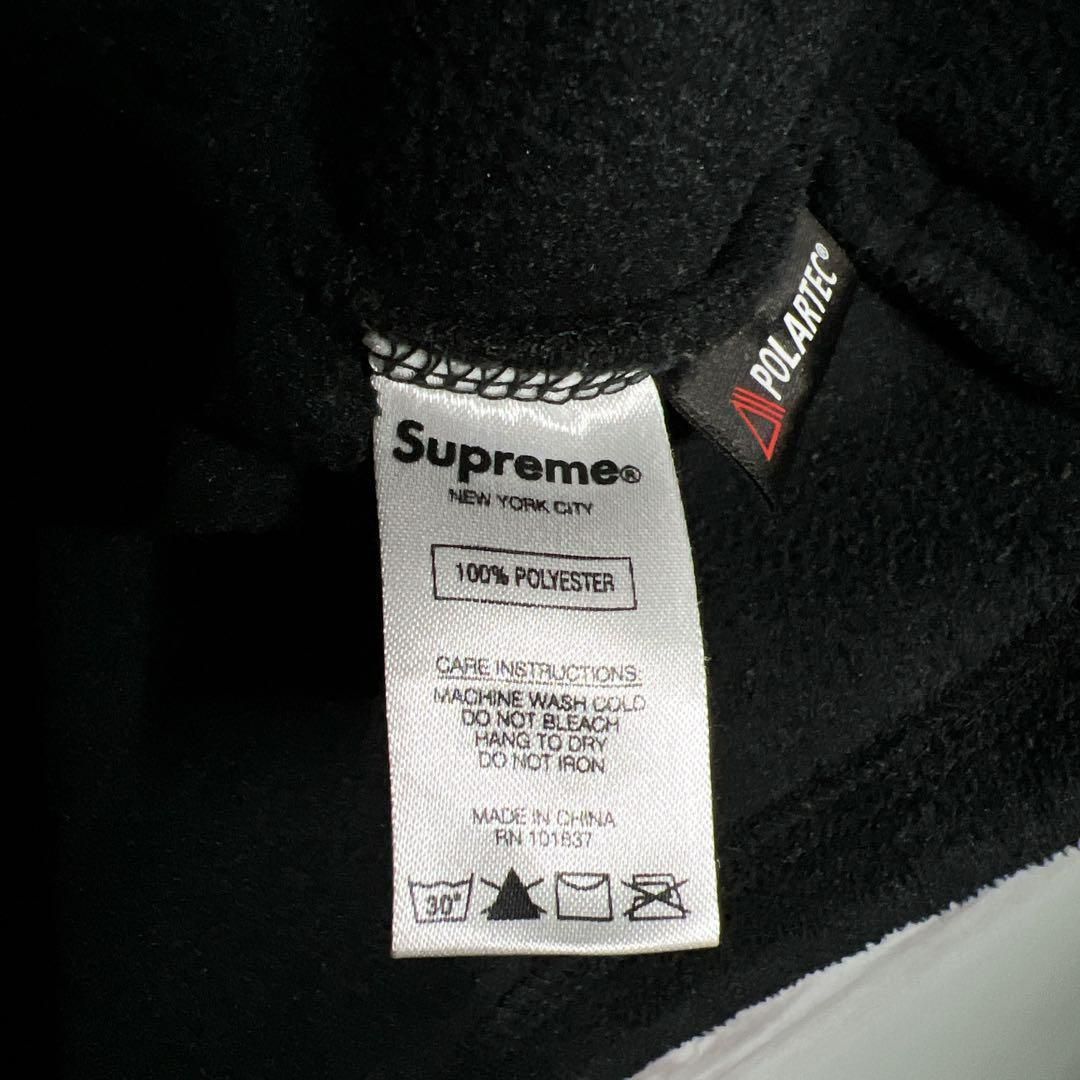 Supreme®
NEW YORK CITY
100% POLYESTER
CARE INSTRUCTIONS:
MACHINE WASH COLD
DO NOT BLEACH
HANG TO DRY
DO NOT IRON
MADE IN CHINA
RN 101837
30°
POLARTEC®